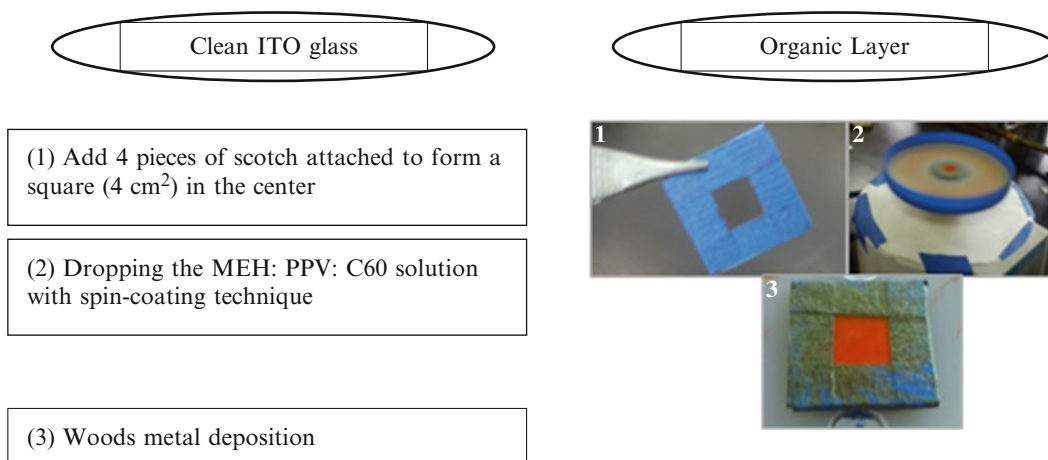 Clean ITO glass
Organic Layer
(1) Add 4 pieces of scotch attached to form a
square (4 cm²) in the center
(2) Dropping the MEH: PPV: C60 solution
with spin-coating technique
(3) Woods metal deposition
1
2
3